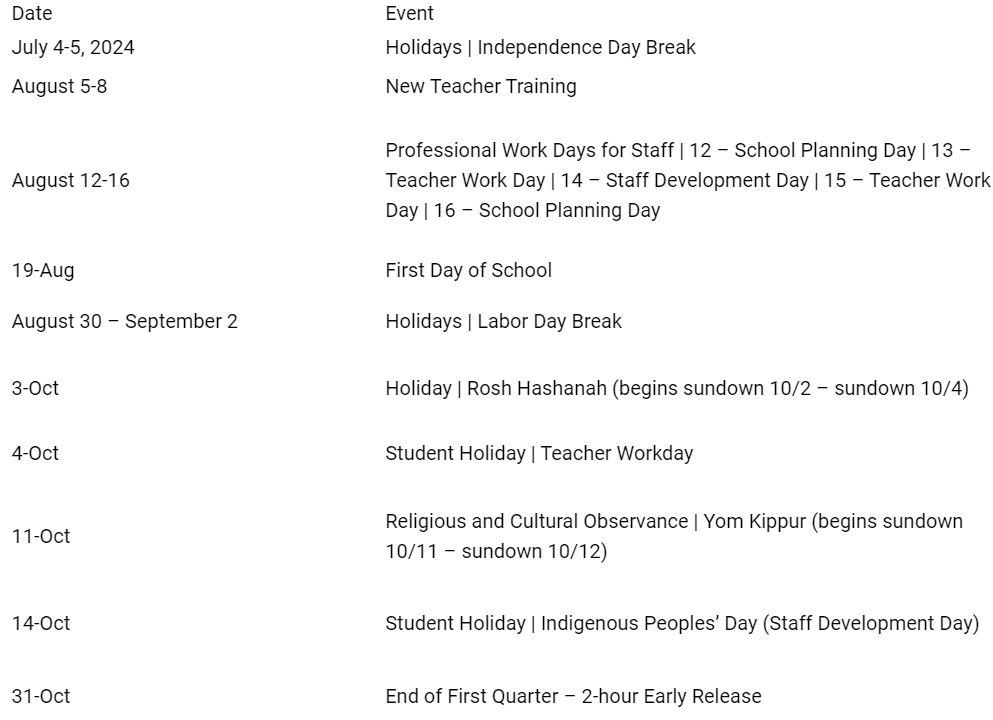 Date Event
July 4-5, 2024 Holidays | Independence Day Break
August 5-8 New Teacher Training
August 12-16 Professional Work Days for Staff | 12 – School Planning Day | 13 –
Teacher Work Day | 14 – Staff Development Day | 15 – Teacher Work
Day | 16 – School Planning Day
19-Aug First Day of School
August 30 – September 2 Holidays | Labor Day Break
3-Oct Holiday | Rosh Hashanah (begins sundown 10/2 – sundown 10/4)
4-Oct Student Holiday | Teacher Workday
11-Oct Religious and Cultural Observance | Yom Kippur (begins sundown
10/11 – sundown 10/12)
14-Oct Student Holiday | Indigenous Peoples’ Day (Staff Development Day)
31-Oct End of First Quarter – 2-hour Early Release